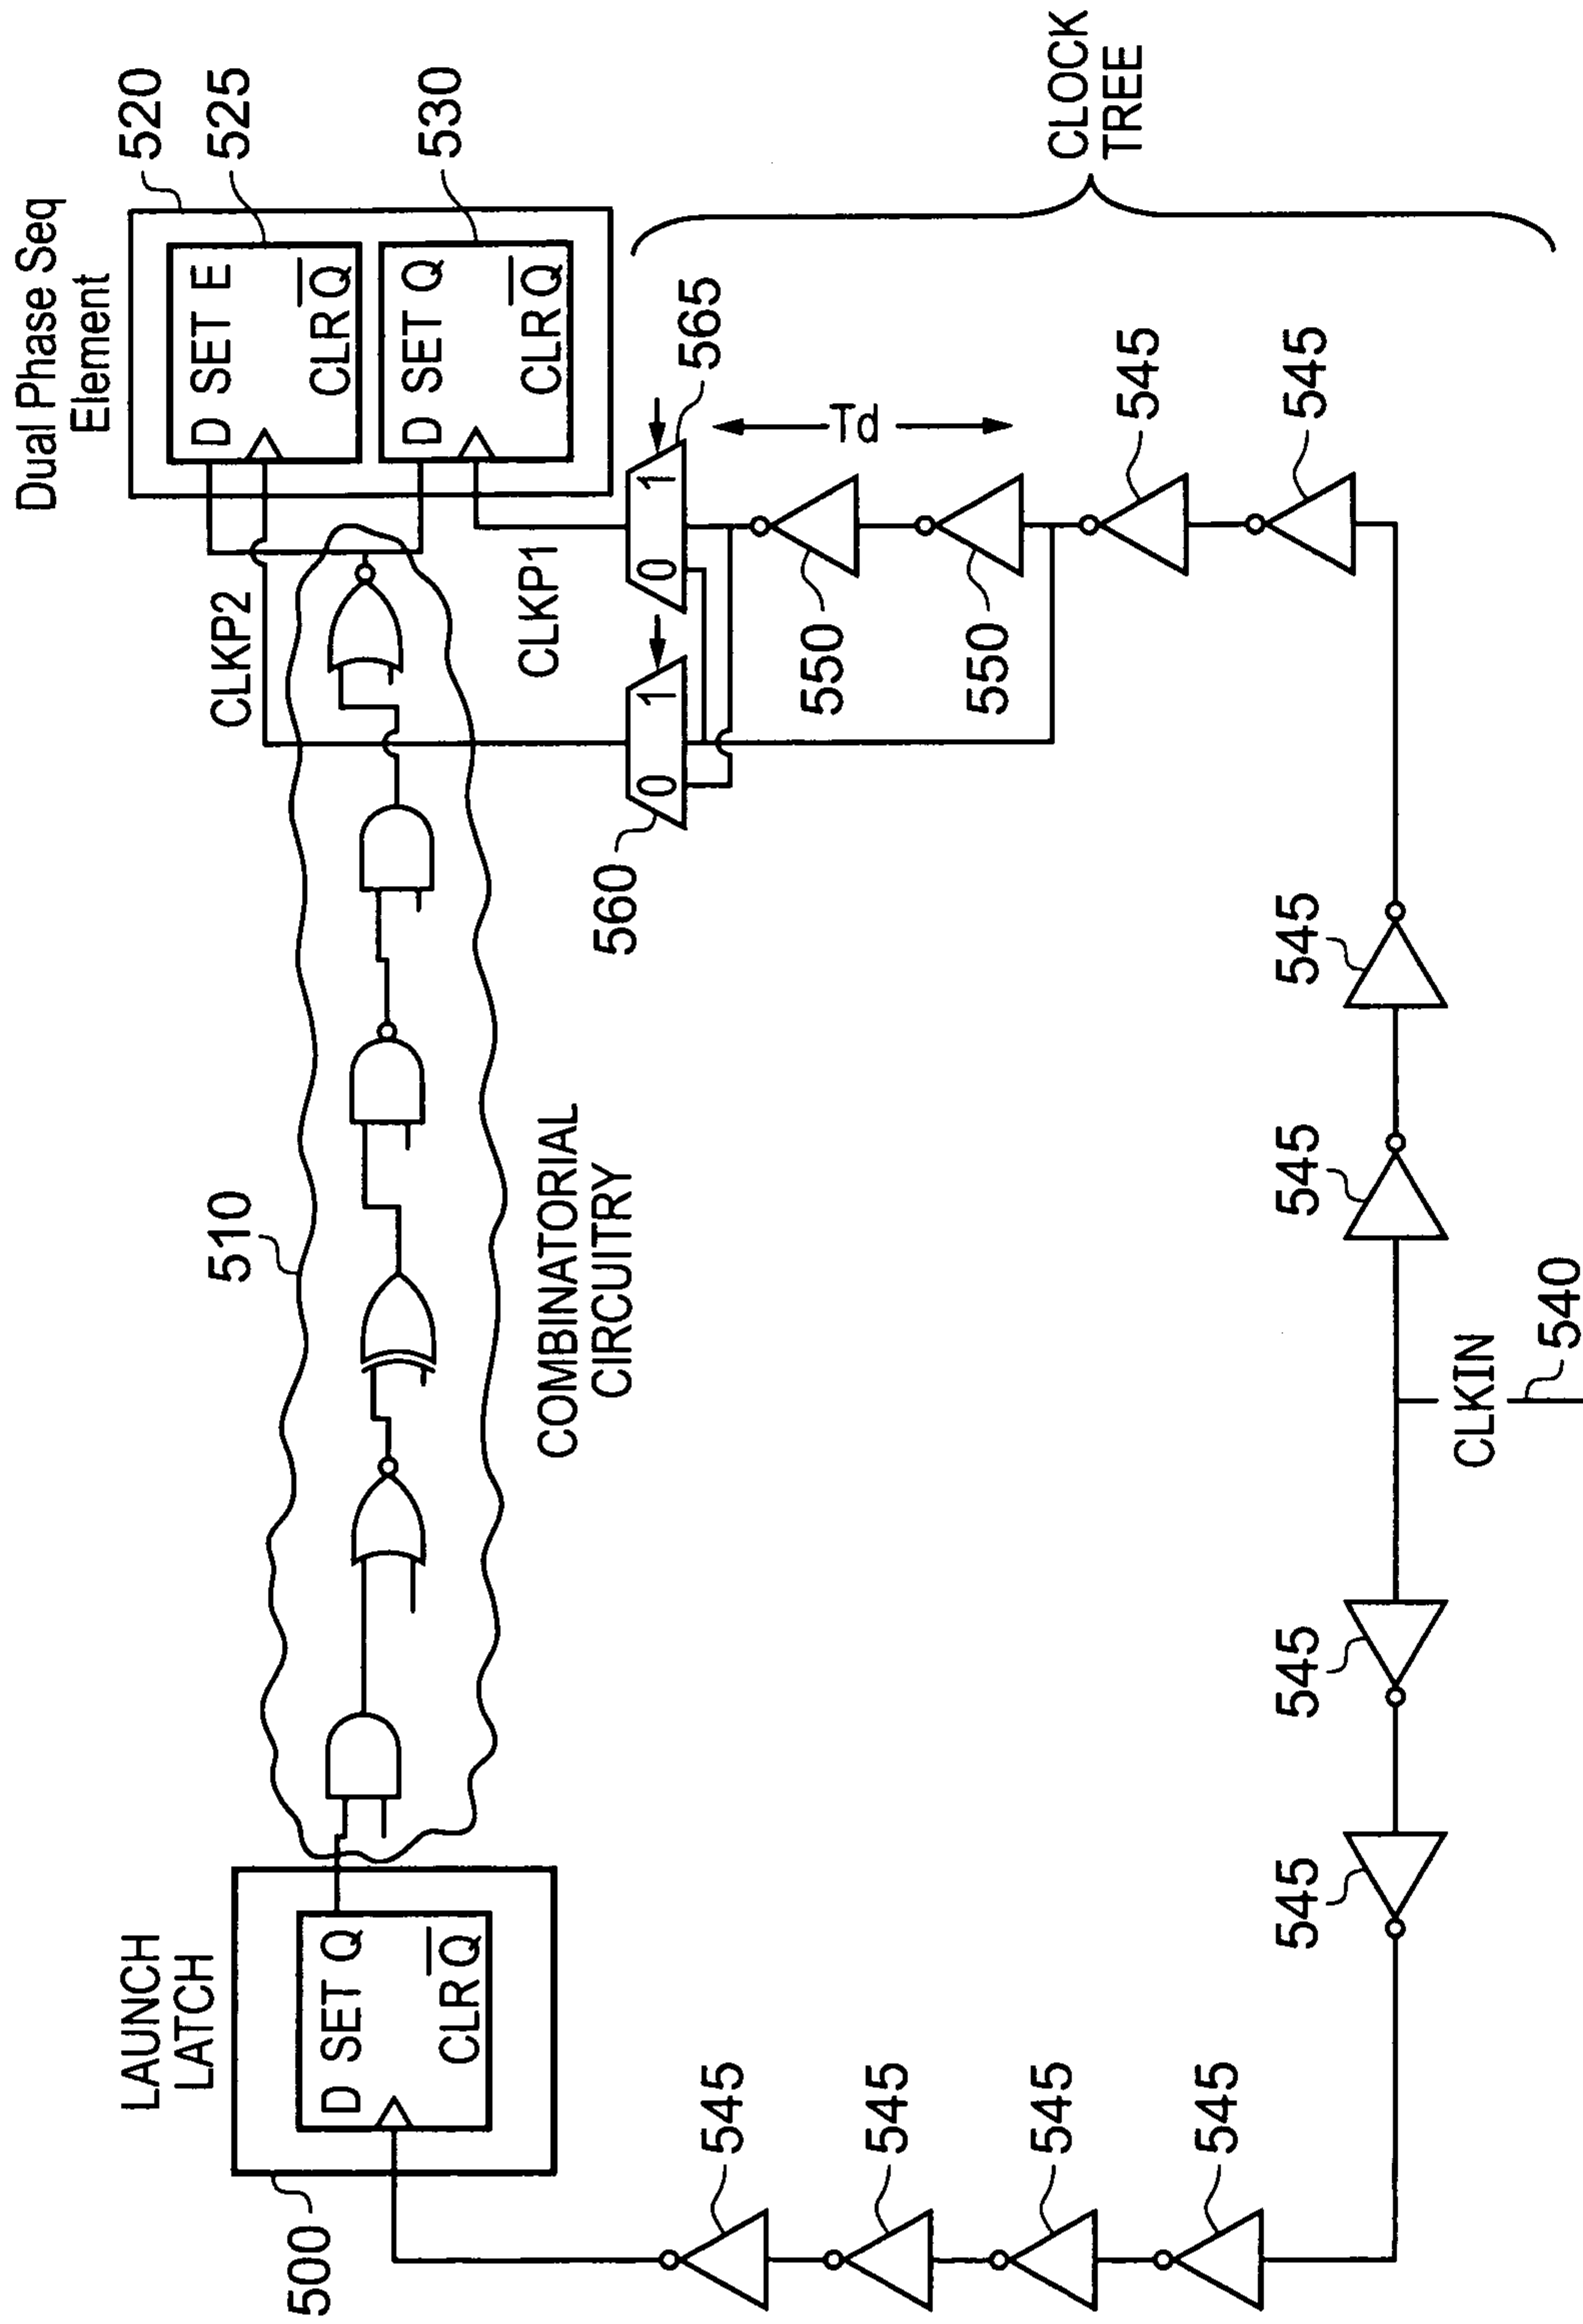 Dual Phase Seq
Element
520
525
530
D SET E
CLR Q
D SET Q
CLR Q
LAUNCH
LATCH
500
D SET Q
CLR Q
510
COMBINATORIAL
CIRCUITRY
CLKP2
CLKP1
560
0 1
565
0 1
Td
550
550
545
545
CLOCK
TREE
545
545
545
545
545
545
545
545
CLKIN
540